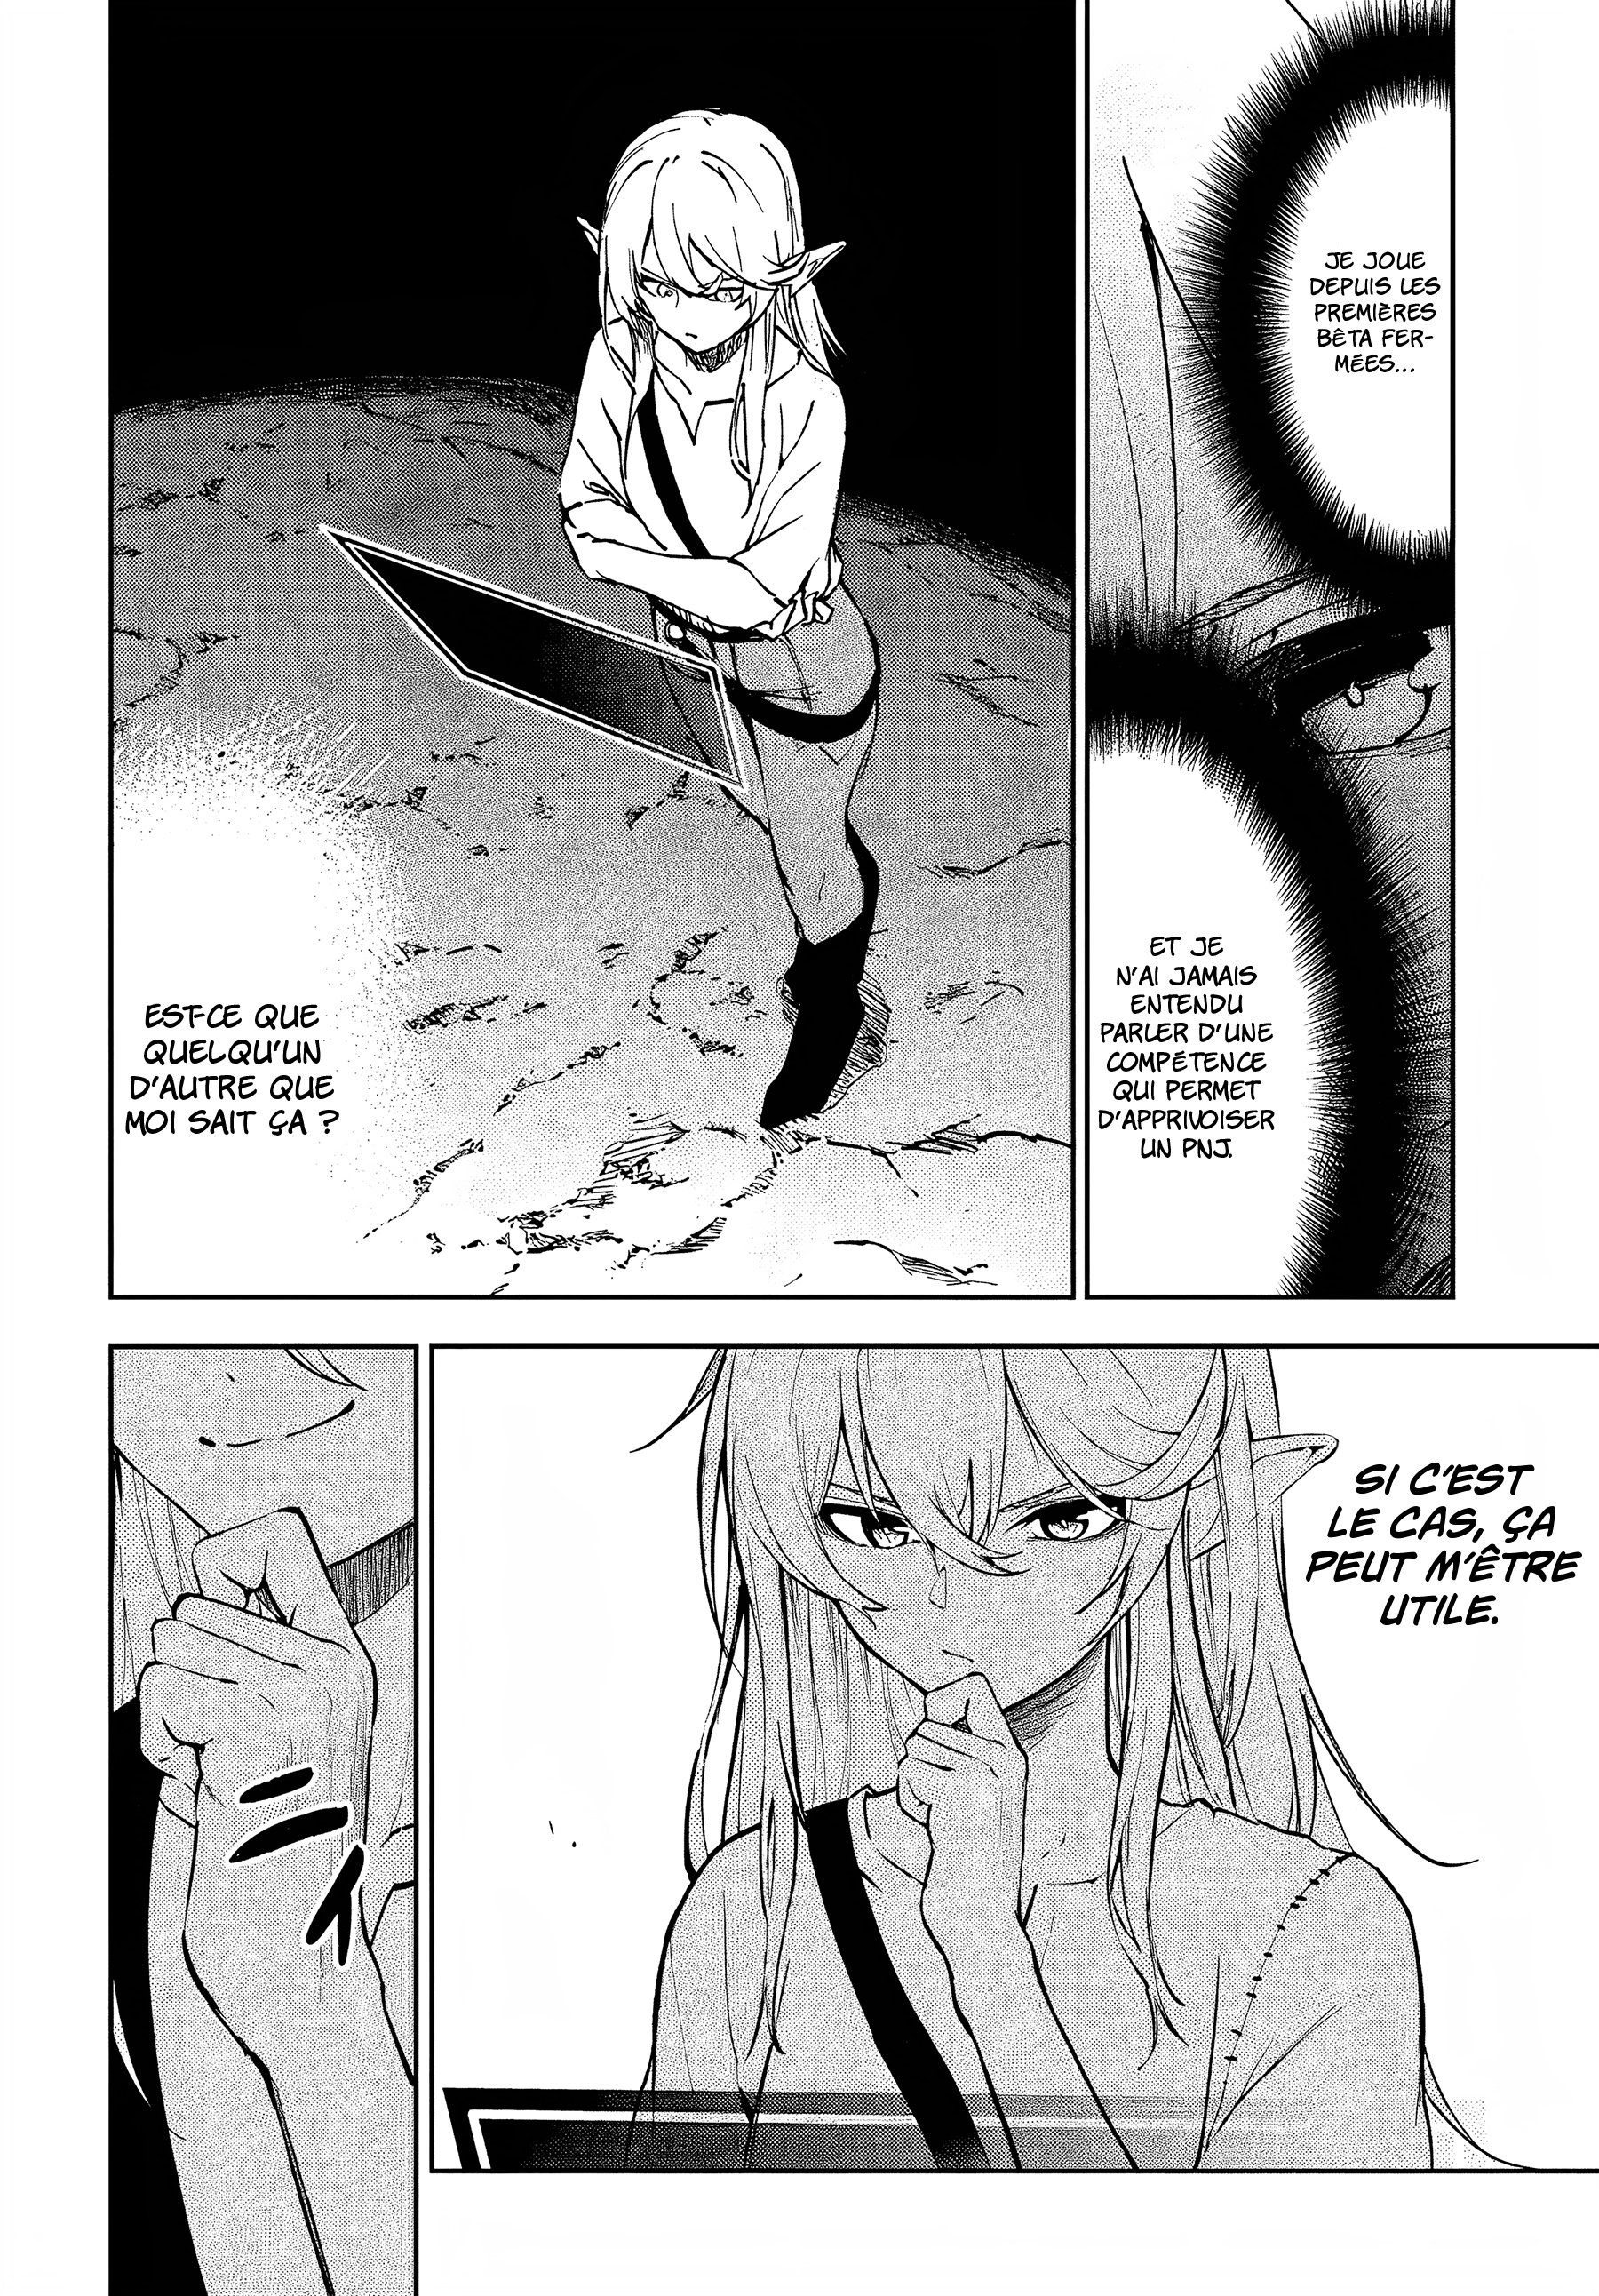 JE JOUE
DEPUIS LES
PREMIÈRES
BÊTA FER-
MÉES...
ET JE
N'AI JAMAIS
ENTENDU
PARLER D'UNE
COMPÉTENCE
QUI PERMET
D'APPRIVOISER
UN PNJ.
EST-CE QUE
QUELQU'UN
D'AUTRE QUE
MOI SAIT ÇA ?
SI C'EST
LE CAS, ÇA
PEUT M'ÊTRE
UTILE.
ニイ